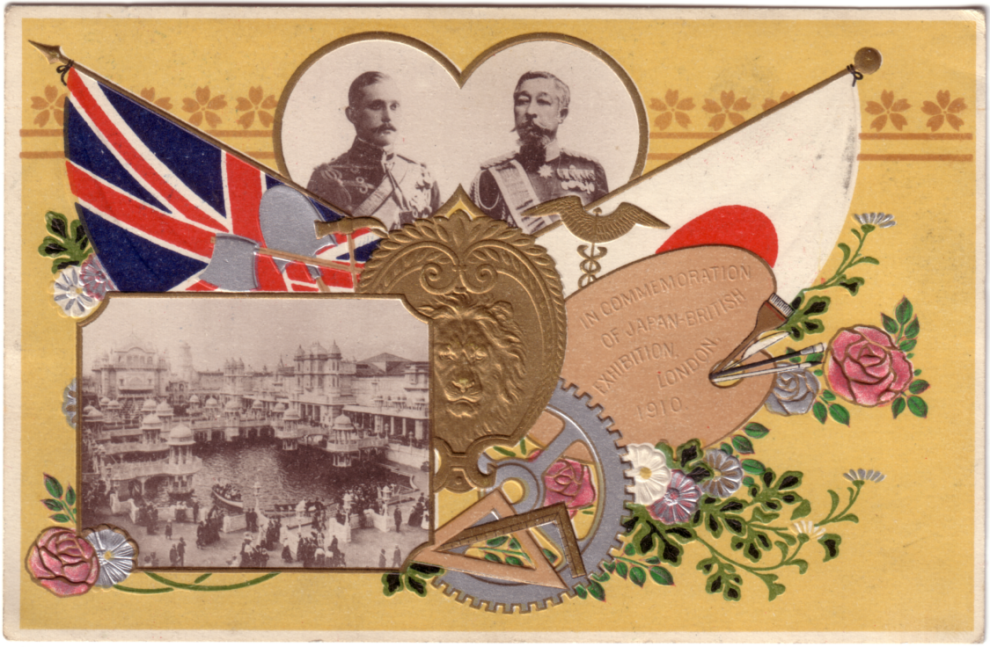 IN COMMEMORATION
OF JAPAN-BRITISH
EXHIBITION.
LONDON.
1910